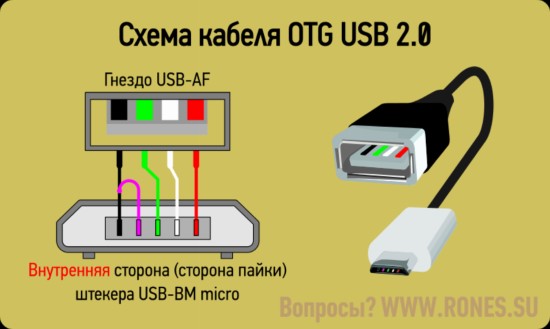 Схема кабеля OTG USB 2.0
Гнездо USB-AF
Внутренняя сторона (сторона пайки)
штекера USB-BM micro
Вопросы? WWW.RONES.SU